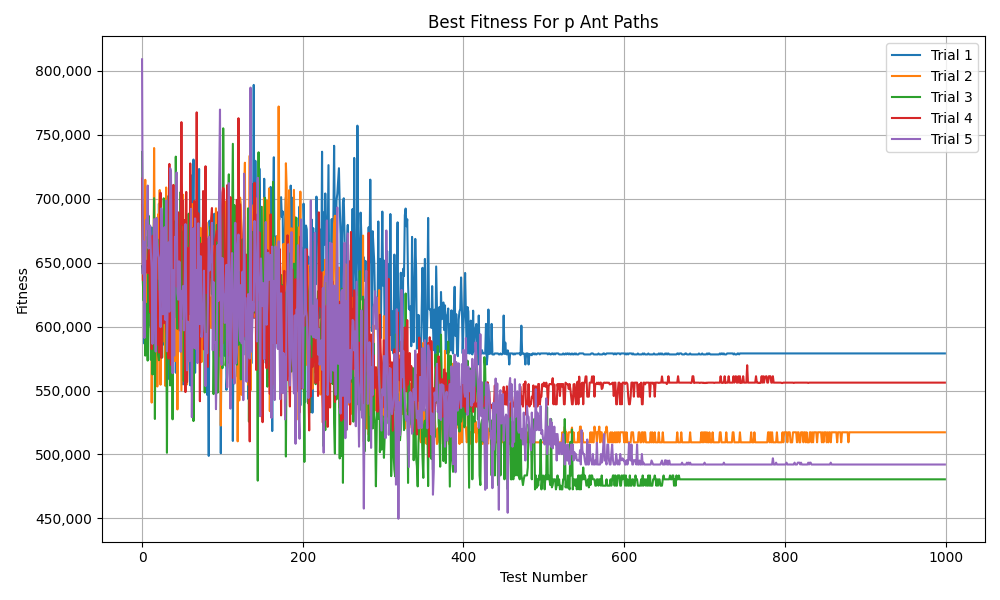 Best Fitness For p Ant Paths
Trial 1
Trial 2
Trial 3
Trial 4
Trial 5
Fitness
800,000
750,000
700,000
650,000
600,000
550,000
500,000
450,000
0
200
400
600
800
1000
Test Number